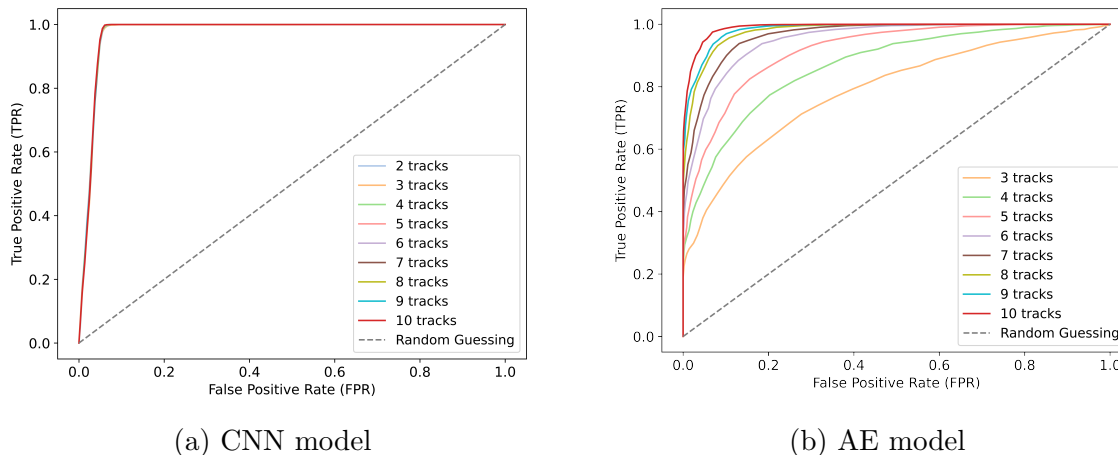 1.0
0.8
0.6
0.4
0.2
0.0
True Positive Rate (TPR)
0.0 0.2 0.4 0.6 0.8 1.0
False Positive Rate (FPR)
2 tracks
3 tracks
4 tracks
5 tracks
6 tracks
7 tracks
8 tracks
9 tracks
10 tracks
Random Guessing
(a) CNN model
1.0
0.8
0.6
0.4
0.2
0.0
True Positive Rate (TPR)
0.0 0.2 0.4 0.6 0.8 1.0
False Positive Rate (FPR)
3 tracks
4 tracks
5 tracks
6 tracks
7 tracks
8 tracks
9 tracks
10 tracks
Random Guessing
(b) AE model